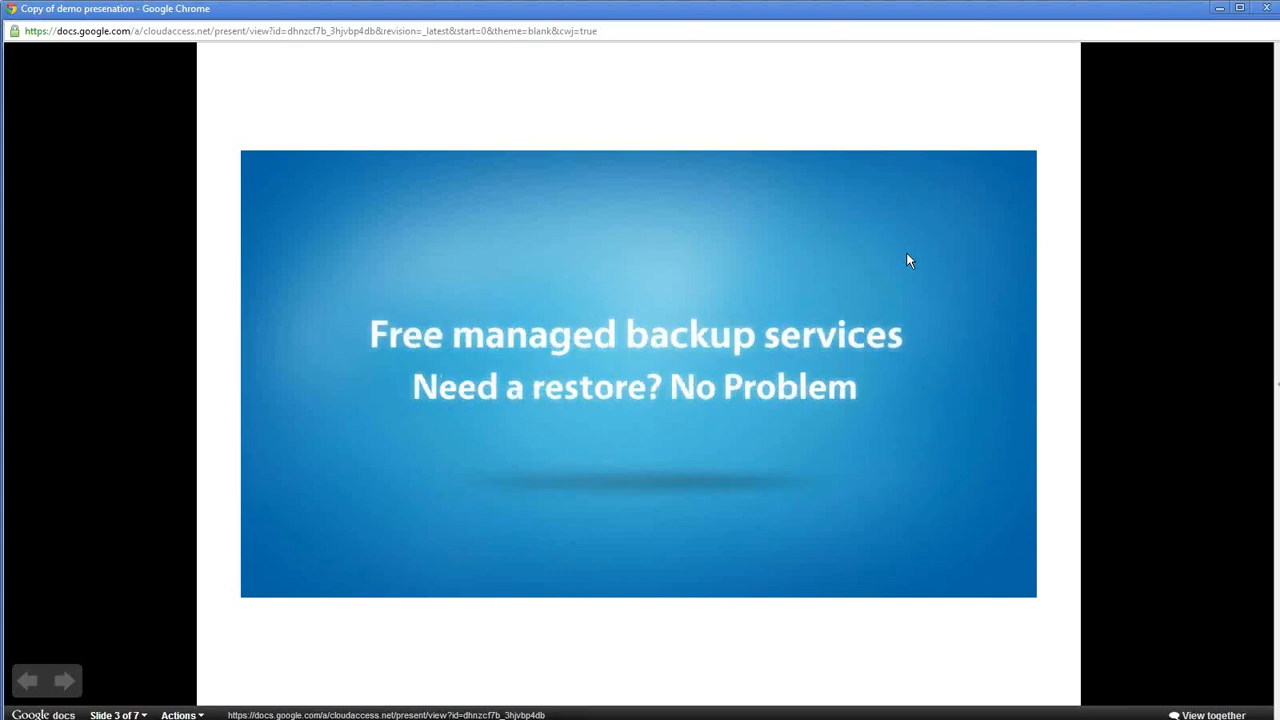 Copy of demo presenation - Google Chrome
https://docs.google.com/a/cloudaccess.net/present/view?id=dhnzcf7b_3hjvbp4db&revision=_latest&start=0&theme=blank&cwj=true
Free managed backup services
Need a restore? No Problem
Google docs Slide 3 of 7 Actions https://docs.google.com/a/cloudaccess.net/present/view?id=dhnzcf7b_3hjvbp4db View together